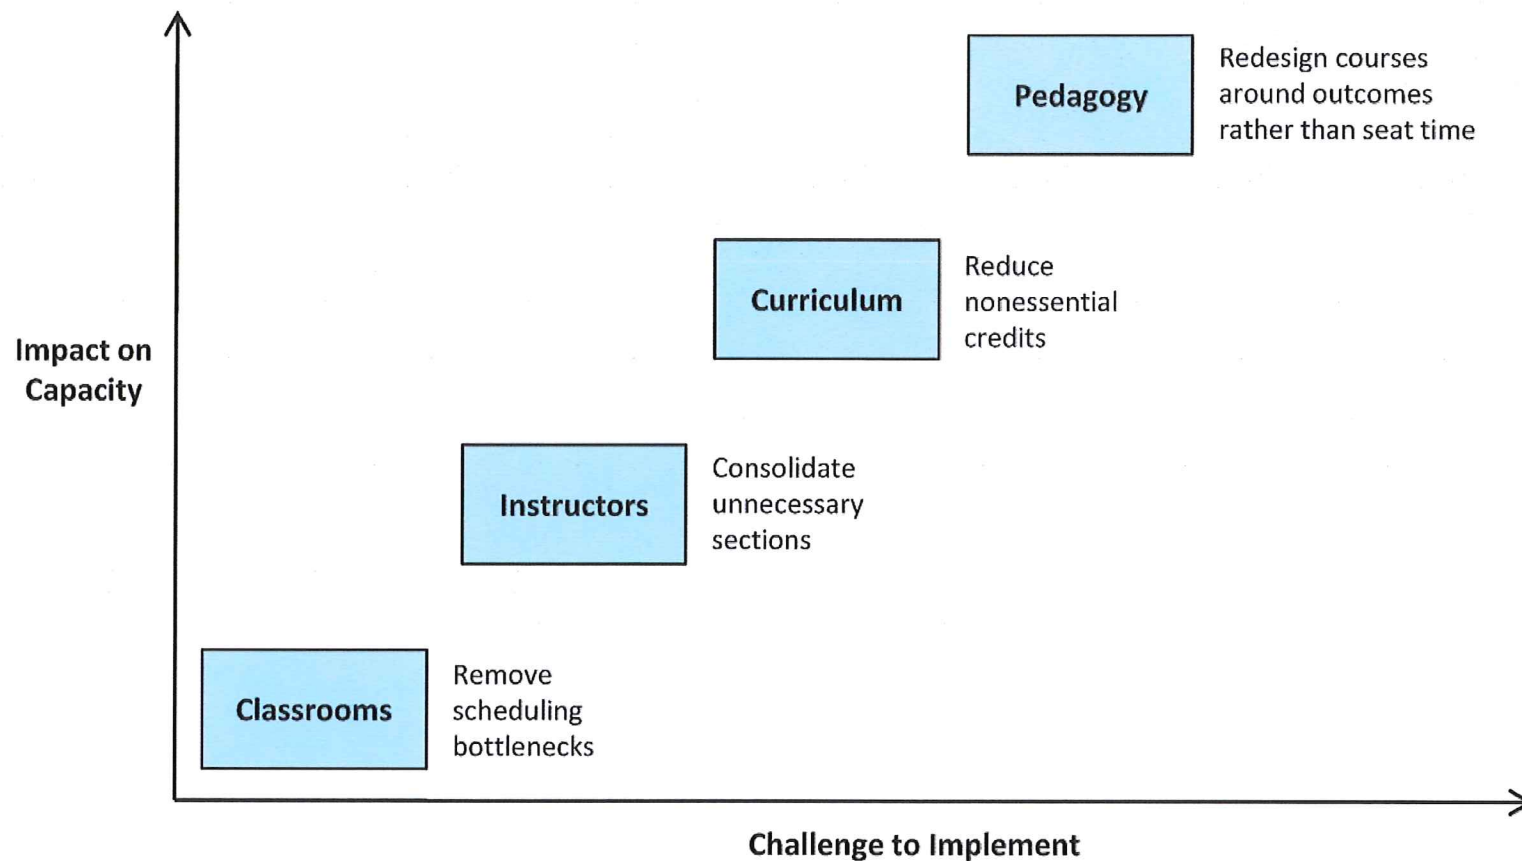 Pedagogy
Redesign courses
around outcomes
rather than seat time
Curriculum
Reduce
nonessential
credits
Impact on
Capacity
Instructors
Consolidate
unnecessary
sections
Classrooms
Remove
scheduling
bottlenecks
Challenge to Implement